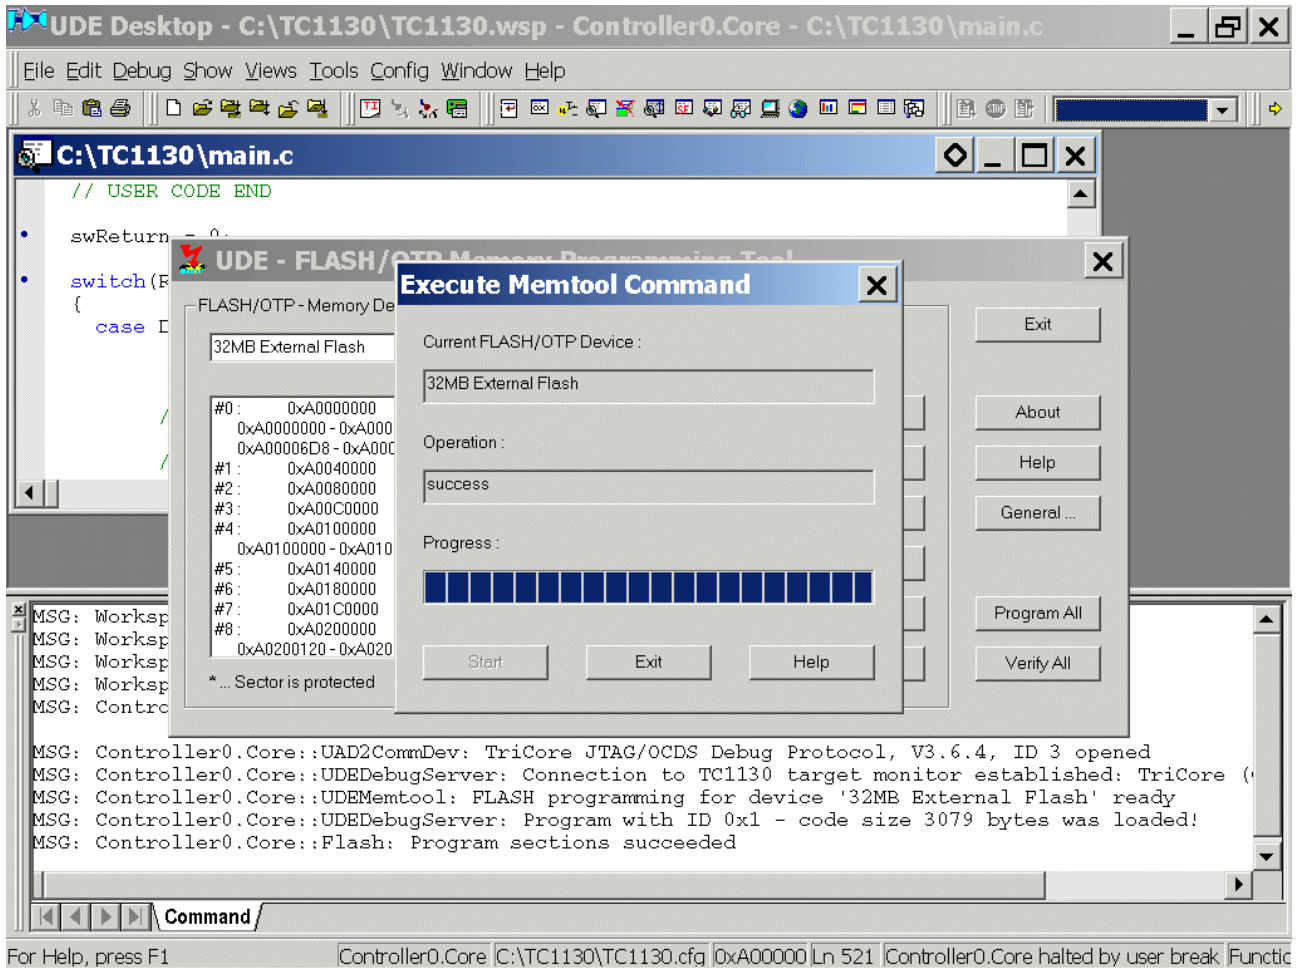 UDE Desktop - C:\TC1130\TC1130.wsp - Controller0.Core - C:\TC1130\main.c
File Edit Debug Show Views Tools Config Window Help
C:\TC1130\main.c
// USER CODE END
swReturn = 0;
switch(
{
case
UDE - FLASH/OTP Memory Programming Tool
Execute Memtool Command
FLASH/OTP - Memory De
32MB External Flash
#0 : 0xA0000000
0xA0000000 - 0xA000
0xA00006D8 - 0xA000
#1 : 0xA0040000
#2 : 0xA0080000
#3 : 0xA00C0000
#4 : 0xA0100000
0xA0100000 - 0xA010
#5 : 0xA0140000
#6 : 0xA0180000
#7 : 0xA01C0000
#8 : 0xA0200000
0xA0200120 - 0xA020
* ... Sector is protected
Current FLASH/OTP Device :
32MB External Flash
Operation :
success
Progress :
Start Exit Help
Exit
About
Help
General ...
Program All
Verify All
MSG: Worksp
MSG: Worksp
MSG: Worksp
MSG: Worksp
MSG: Contro
MSG: Controller0.Core::UAD2CommDev: TriCore JTAG/OCDS Debug Protocol, V3.6.4, ID 3 opened
MSG: Controller0.Core::UDEDebugServer: Connection to TC1130 target monitor established: TriCore (
MSG: Controller0.Core::UDEMemtool: FLASH programming for device '32MB External Flash' ready
MSG: Controller0.Core::UDEDebugServer: Program with ID 0x1 - code size 3079 bytes was loaded!
MSG: Controller0.Core::Flash: Program sections succeeded
Command
For Help, press F1 Controller0.Core C:\TC1130\TC1130.cfg 0xA00000 Ln 521 Controller0.Core halted by user break Functic